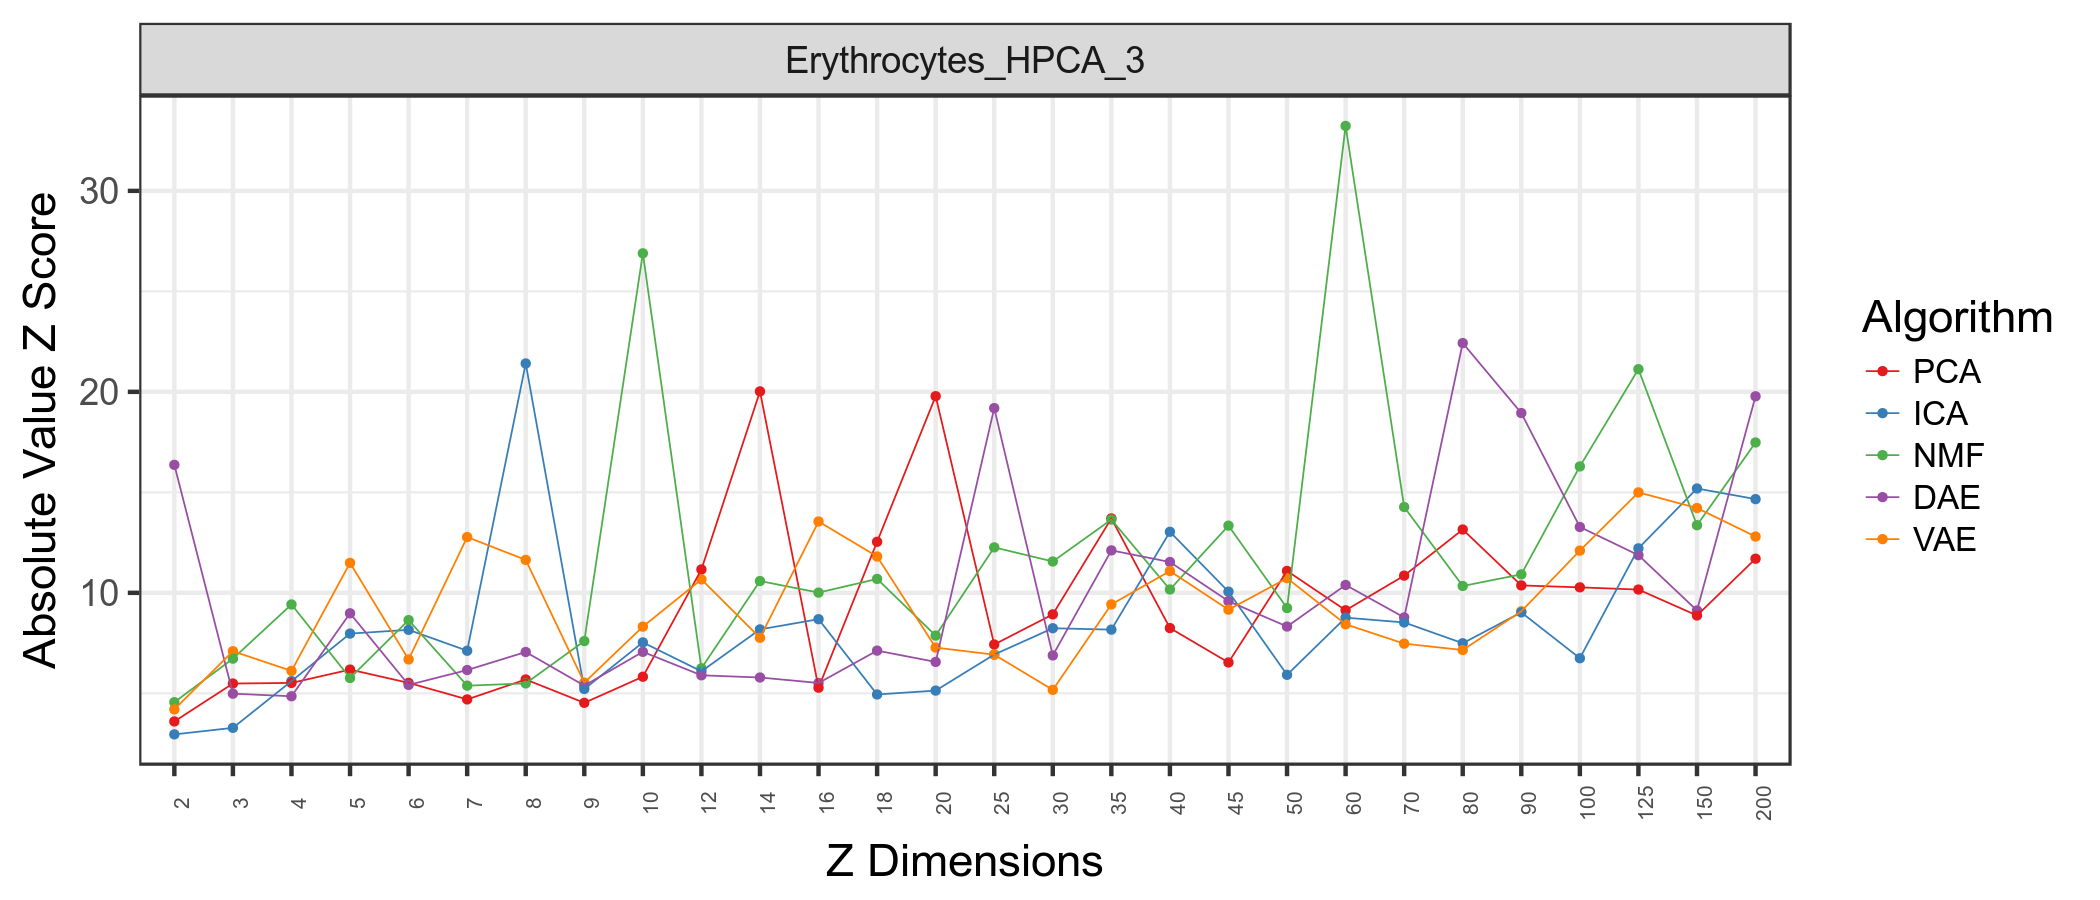 Erythrocytes_HPCA_3
Absolute Value Z Score
30
20
10
2 3 4 5 6 7 8 9 10 12 14 16 18 20 25 30 35 40 45 50 60 70 80 90 100 125 150 200
Z Dimensions
Algorithm
PCA
ICA
NMF
DAE
VAE